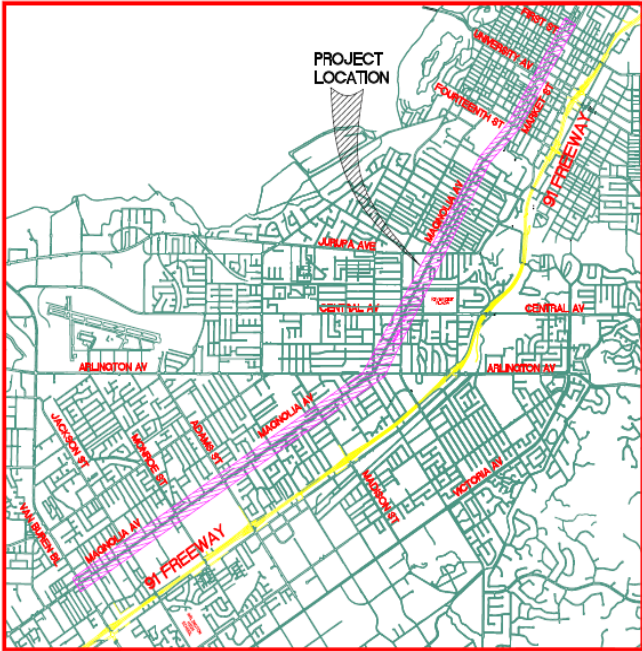 FIRST ST
UNIVERSITY AV
PROJECT
LOCATION
FOURTEENTH ST
MARKET ST
91 FREEWAY
MAGNOLIA AV
JURUPA AVE
CENTRAL AV
CENTRAL AV
ARLINGTON AV
ARLINGTON AV
MAGNOLIA AV
JACKSON ST
MONROE ST
ADAMS ST
MADISON ST
VICTORIA AV
VAN BUREN BL
MAGNOLIA AV
91 FREEWAY